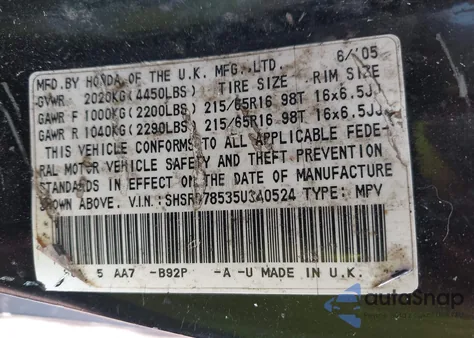 MFD.BY HONDA OF THE U.K. MFG.,LTD. 6/'05
GVWR 2020KG(4450LBS) TIRE SIZE RIM SIZE
GAWR F 1000KG(2200LBS) 215/65R16 98T 16x6.5JJ
GAWR R 1040KG(2290LBS) 215/65R16 98T 16x6.5JJ
THIS VEHICLE CONFORMS TO ALL APPLICABLE FEDE-
RAL MOTOR VEHICLE SAFETY AND THEFT PREVENTION
STANDARDS IN EFFECT ON THE DATE OF MANUFACTURE
SHOWN ABOVE. V.I.N.: TYPE: MPV
5 AA7 -B92P -A -U MADE IN U.K.
autoSnap